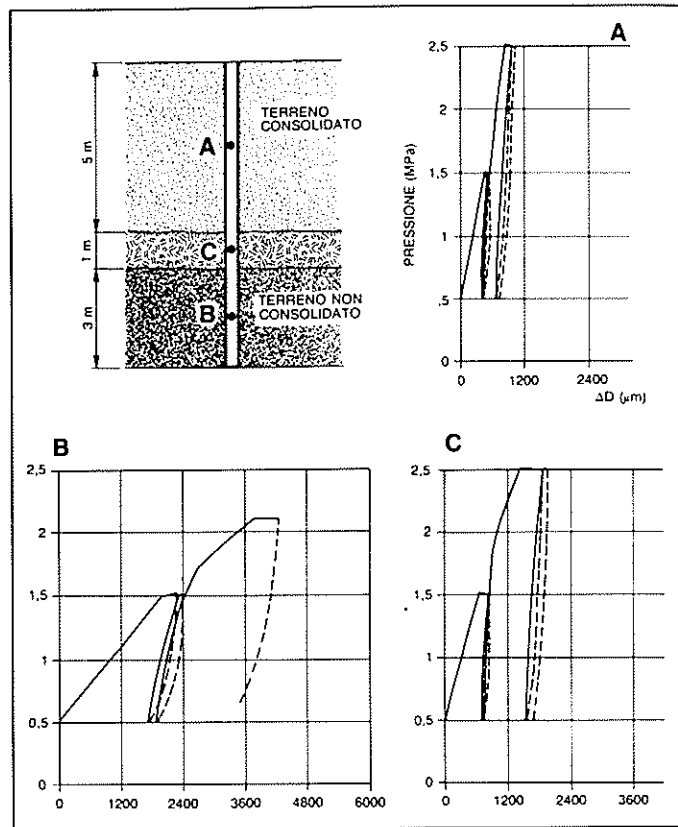 5 m
1 m
3 m
A
C
B
TERRENO
CONSOLIDATO
TERRENO NON
CONSOLIDATO
A
PRESSIONE (MPa)
2,5
2
1,5
1
.5
0
0 1200 2400
ΔD (μm)
B
2,5
2
1,5
1
0,5
0
0 1200 2400 3600 4800 6000
C
2,5
2
1,5
1
0,5
0
0 1200 2400 3600